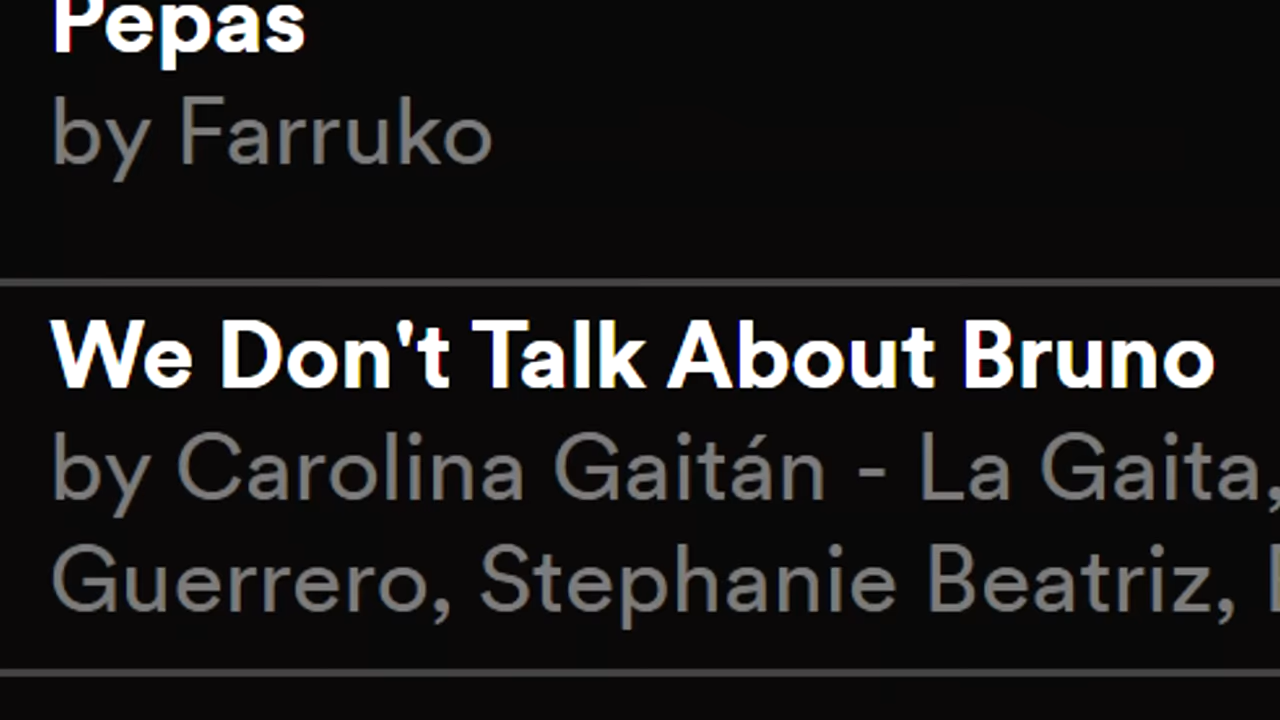 Pepas
by Farruko
We Don't Talk About Bruno
by Carolina Gaitán - La Gaita,
Guerrero, Stephanie Beatriz,